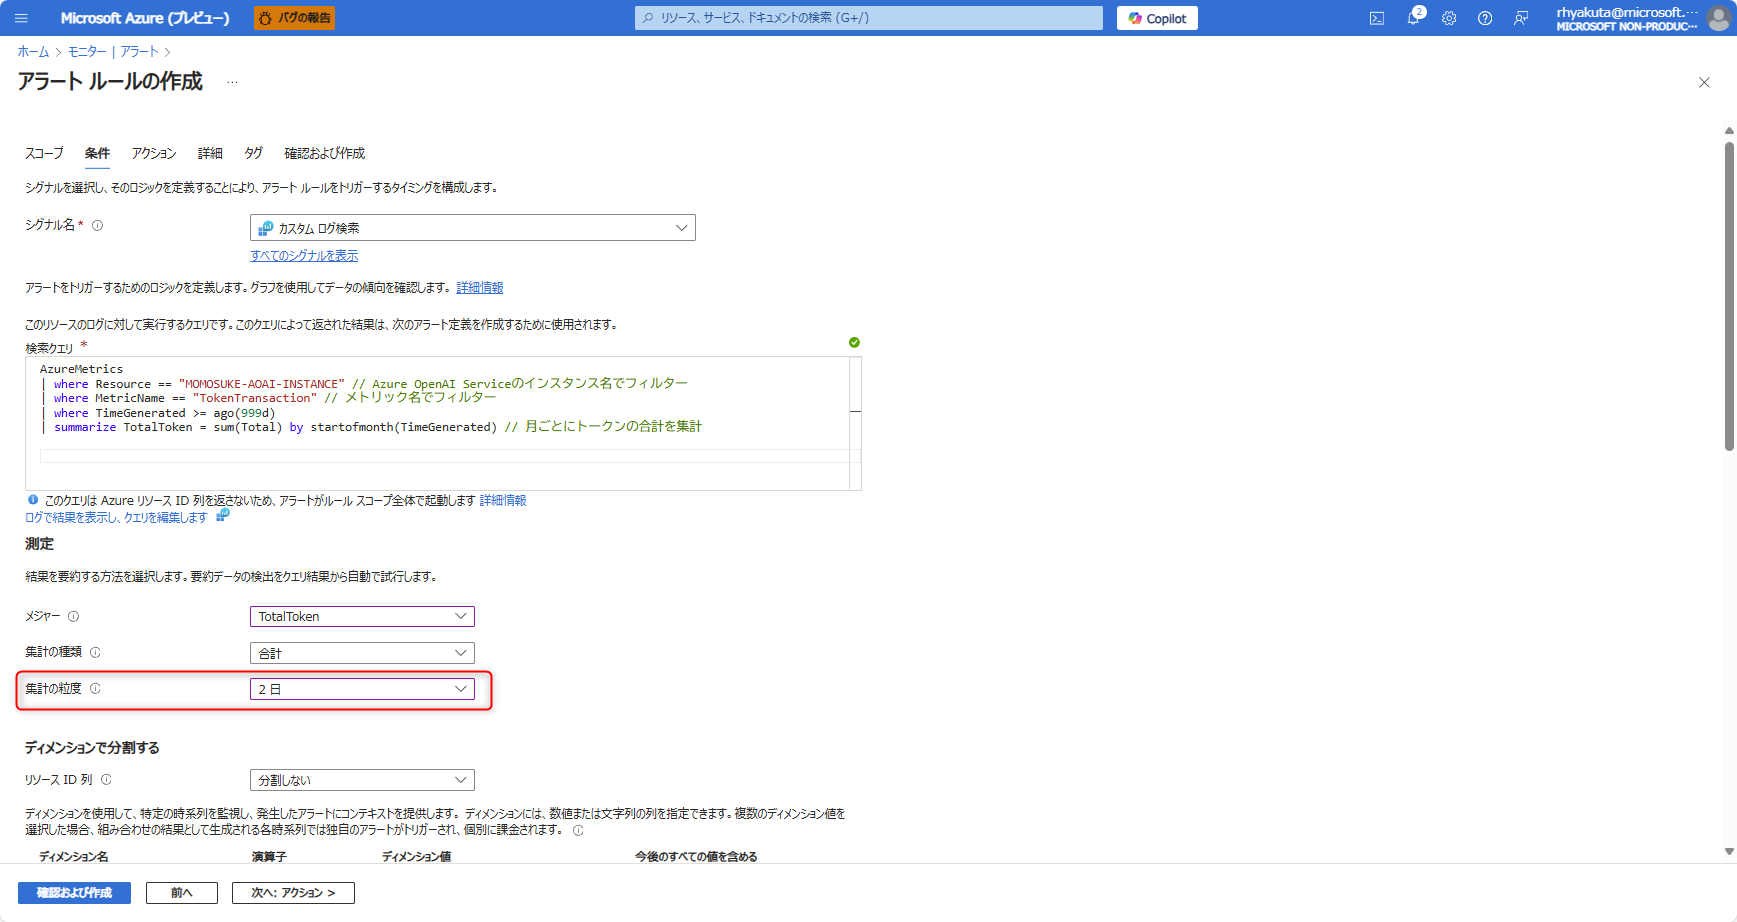 Microsoft Azure (プレビュー)
バグの報告
リソース、サービス、ドキュメントの検索 (G+/)
Copilot
2
rhyakuta@microsoft.…
MICROSOFT NON-PRODUC…
ホーム > モニター | アラート >
アラート ルールの作成 …
スコープ 条件 アクション 詳細 タグ 確認および作成
シグナルを選択し、そのロジックを定義することにより、アラート ルールをトリガーするタイミングを構成します。
シグナル名 *
カスタム ログ検索
すべてのシグナルを表示
アラートをトリガーするためのロジックを定義します。グラフを使用してデータの傾向を確認します。 詳細情報
このリソースのログに対して実行するクエリです。このクエリによって返された結果は、次のアラート定義を作成するために使用されます。
検索クエリ *
AzureMetrics
| where Resource == "MOMOSUKE-AOAI-INSTANCE" // Azure OpenAI Serviceのインスタンス名でフィルター
| where MetricName == "TokenTransaction" // メトリック名でフィルター
| where TimeGenerated >= ago(999d)
| summarize TotalToken = sum(Total) by startofmonth(TimeGenerated) // 月ごとにトークンの合計を集計
このクエリは Azure リソース ID 列を返さないため、アラートがルール スコープ全体で起動します 詳細情報
ログで結果を表示し、クエリを編集します
測定
結果を要約する方法を選択します。要約データの検出をクエリ結果から自動で試行します。
メジャー
TotalToken
集計の種類
合計
集計の粒度
2 日
ディメンションで分割する
リソース ID 列
分割しない
ディメンションを使用して、特定の時系列を監視し、発生したアラートにコンテキストを提供します。 ディメンションには、数値または文字列の列を指定できます。複数のディメンション値を
選択した場合、組み合わせの結果として生成される各時系列では独自のアラートがトリガーされ、個別に課金されます。
ディメンション名 演算子 ディメンション値 今後のすべての値を含める
確認および作成 前へ 次へ: アクション >